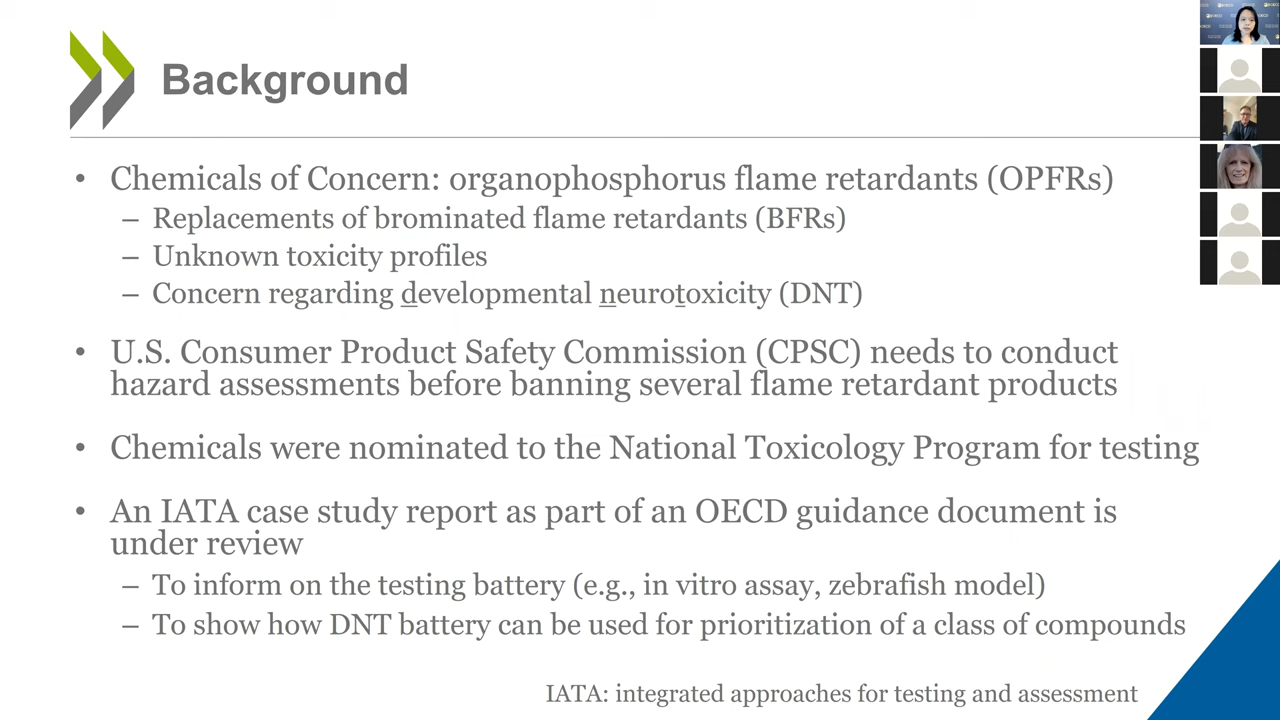 Background
• Chemicals of Concern: organophosphorus flame retardants (OPFRs)
– Replacements of brominated flame retardants (BFRs)
– Unknown toxicity profiles
– Concern regarding developmental neurotoxicity (DNT)
• U.S. Consumer Product Safety Commission (CPSC) needs to conduct
hazard assessments before banning several flame retardant products
• Chemicals were nominated to the National Toxicology Program for testing
• An IATA case study report as part of an OECD guidance document is
under review
– To inform on the testing battery (e.g., in vitro assay, zebrafish model)
– To show how DNT battery can be used for prioritization of a class of compounds
IATA: integrated approaches for testing and assessment